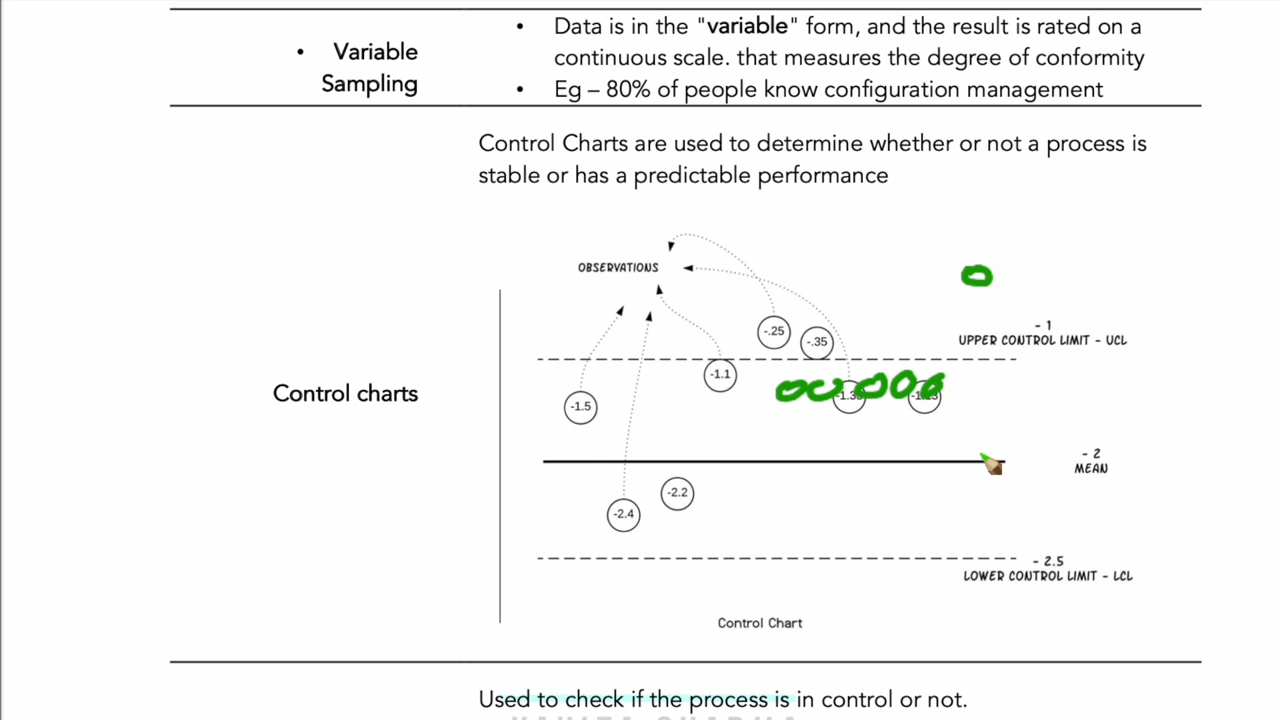 • Variable
Sampling
• Data is in the "variable" form, and the result is rated on a
continuous scale. that measures the degree of conformity
• Eg – 80% of people know configuration management
Control charts
Control Charts are used to determine whether or not a process is
stable or has a predictable performance
OBSERVATIONS
-.25
-.35
- 1
UPPER CONTROL LIMIT - UCL
-1.1
-1.5
- 2
MEAN
-2.2
-2.4
- 2.5
LOWER CONTROL LIMIT - LCL
Control Chart
Used to check if the process is in control or not.